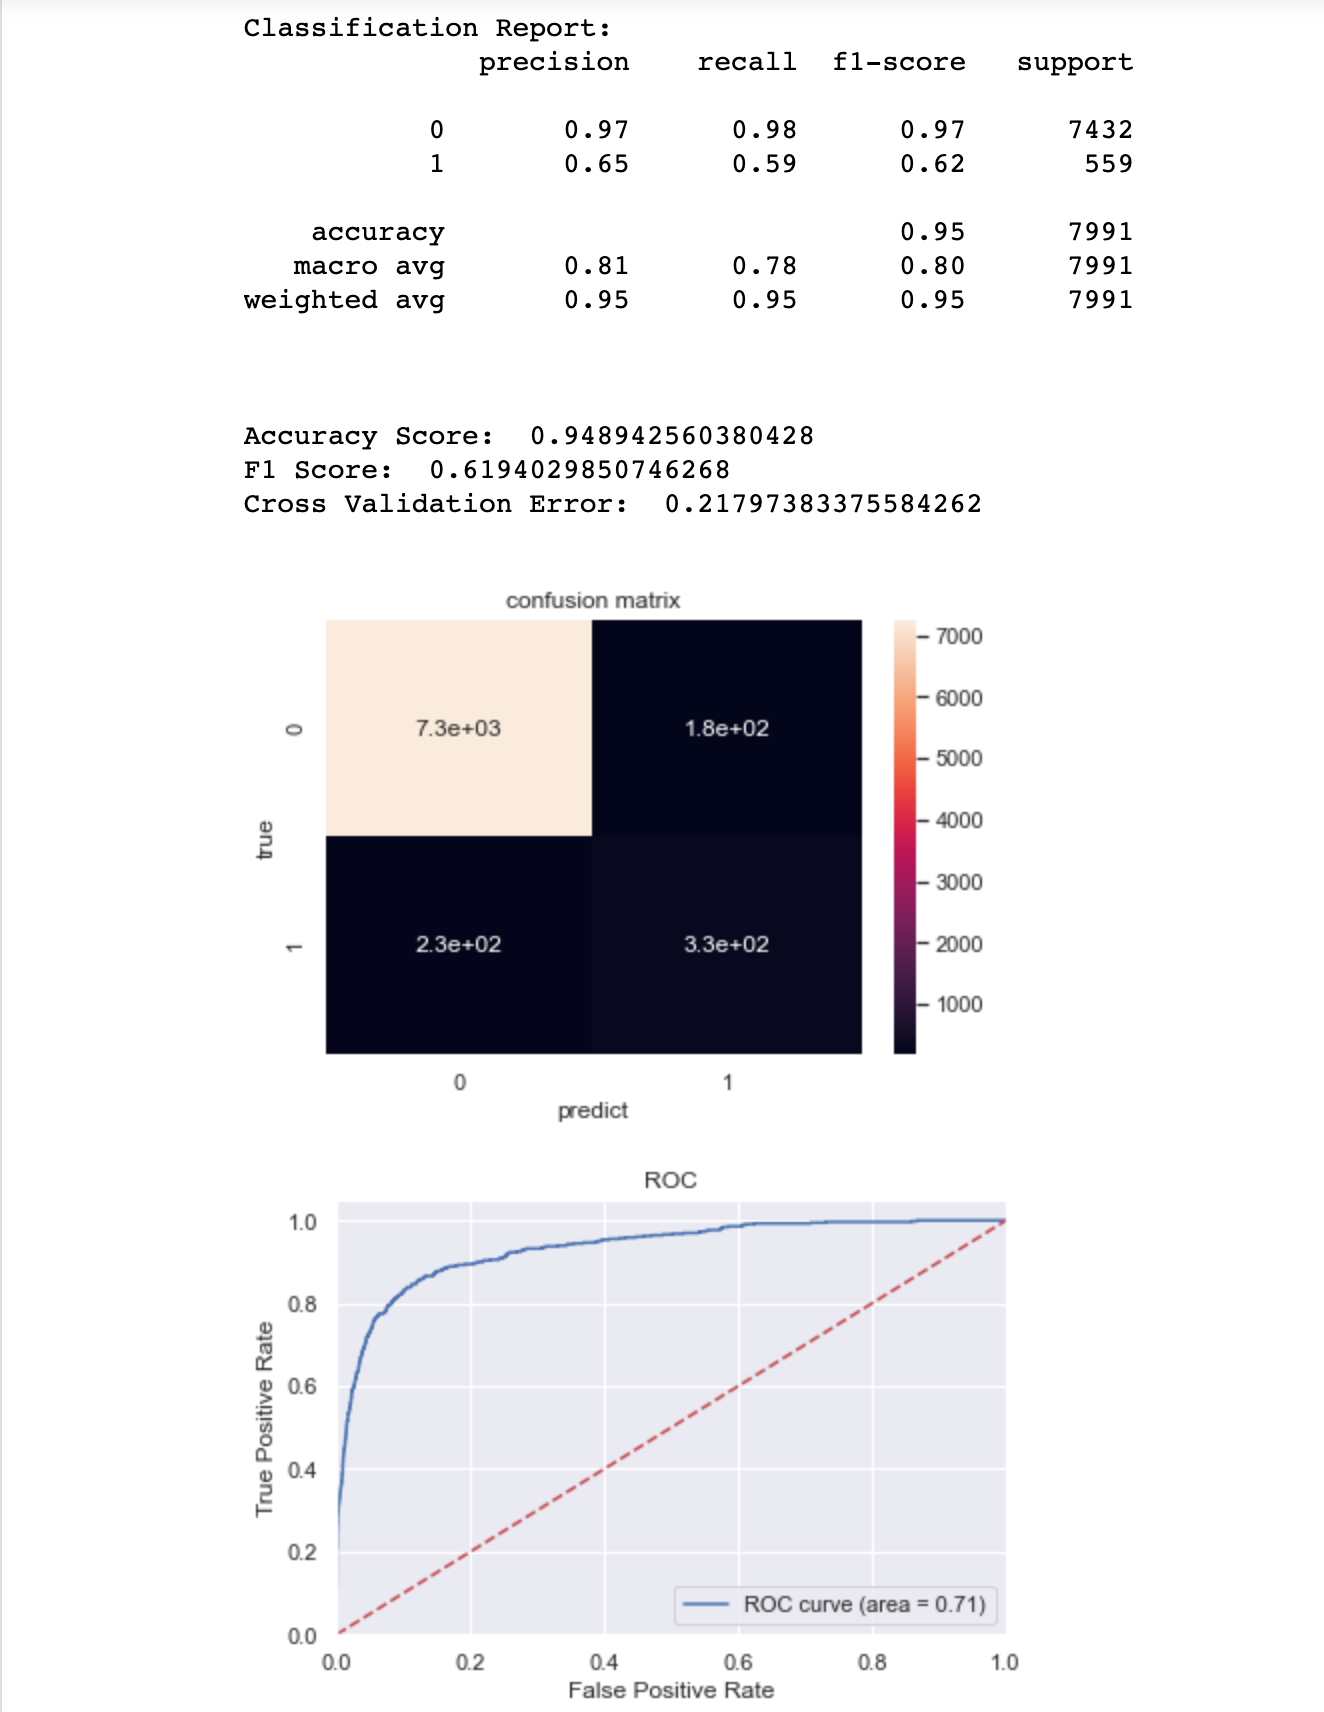 Classification Report:
precision recall f1-score support
0 0.97 0.98 0.97 7432
1 0.65 0.59 0.62 559
accuracy 0.95 7991
macro avg 0.81 0.78 0.80 7991
weighted avg 0.95 0.95 0.95 7991
Accuracy Score: 0.948942560380428
F1 Score: 0.6194029850746268
Cross Validation Error: 0.21797383375584262
confusion matrix
7000
6000
5000
4000
3000
2000
1000
true
0
1
7.3e+03 1.8e+02
2.3e+02 3.3e+02
0 1
predict
ROC
True Positive Rate
1.0
0.8
0.6
0.4
0.2
0.0
ROC curve (area = 0.71)
0.0 0.2 0.4 0.6 0.8 1.0
False Positive Rate